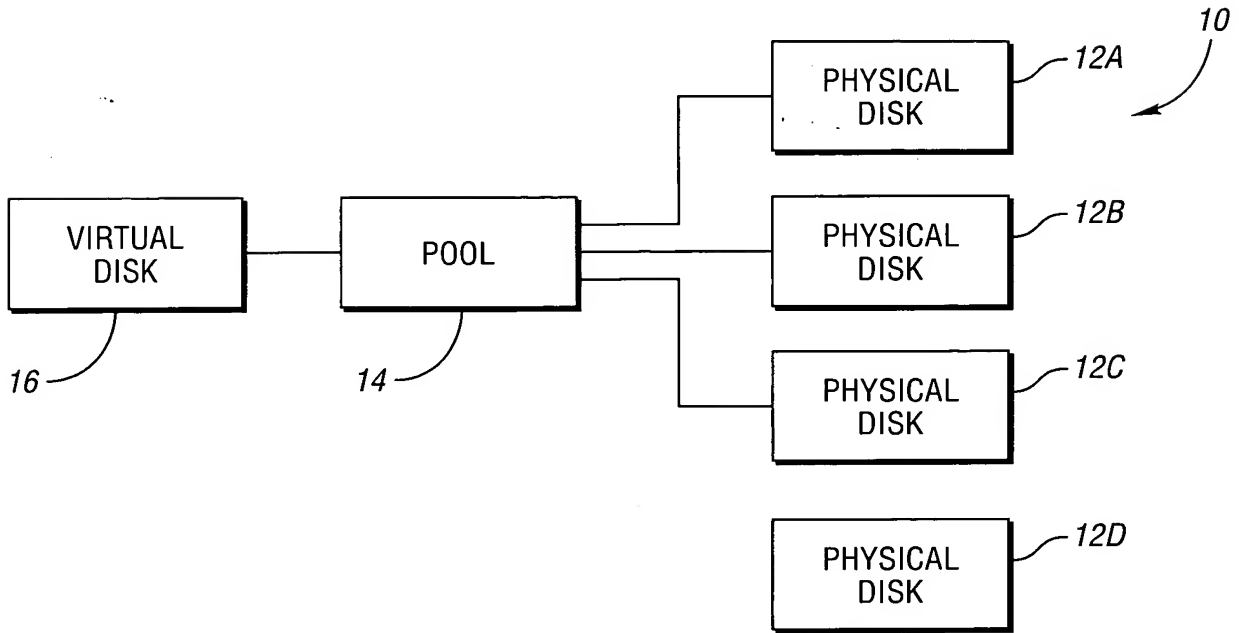 10
PHYSICAL
DISK
12A
VIRTUAL
DISK
16
POOL
14
PHYSICAL
DISK
12B
PHYSICAL
DISK
12C
PHYSICAL
DISK
12D